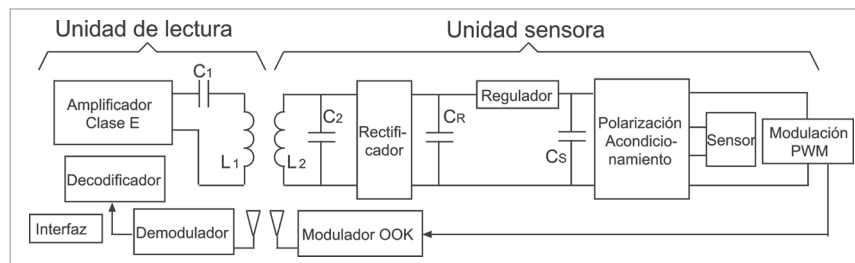 Unidad de lectura
Unidad sensora
Amplificador
Clase E
C1
L1
L2
C2
Rectifi-
cador
CR
Regulador
CS
Polarización
Acondicio-
namiento
Sensor
Modulación
PWM
Decodificador
Interfaz
Demodulador
Modulador OOK